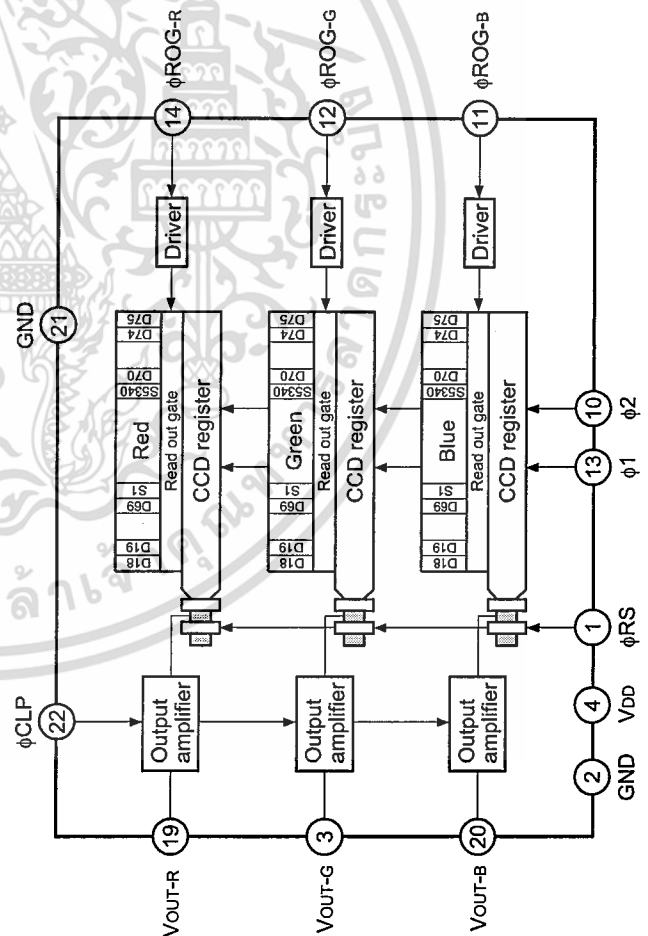 φROG-R
φROG-G
φROG-B
14
12
11
Driver
Driver
Driver
GND
21
D18
D19
D69
S1
Red
S5340
D70
D74
D75
Read out gate
CCD register
D18
D19
D69
S1
Green
S5340
D70
D74
D75
Read out gate
CCD register
D18
D19
D69
S1
Blue
S5340
D70
D74
D75
Read out gate
CCD register
10
φ2
13
φ1
1
φRS
4
VDD
2
GND
φCLP
22
Output
amplifier
Output
amplifier
Output
amplifier
19
3
20
VOUT-R
VOUT-G
VOUT-B